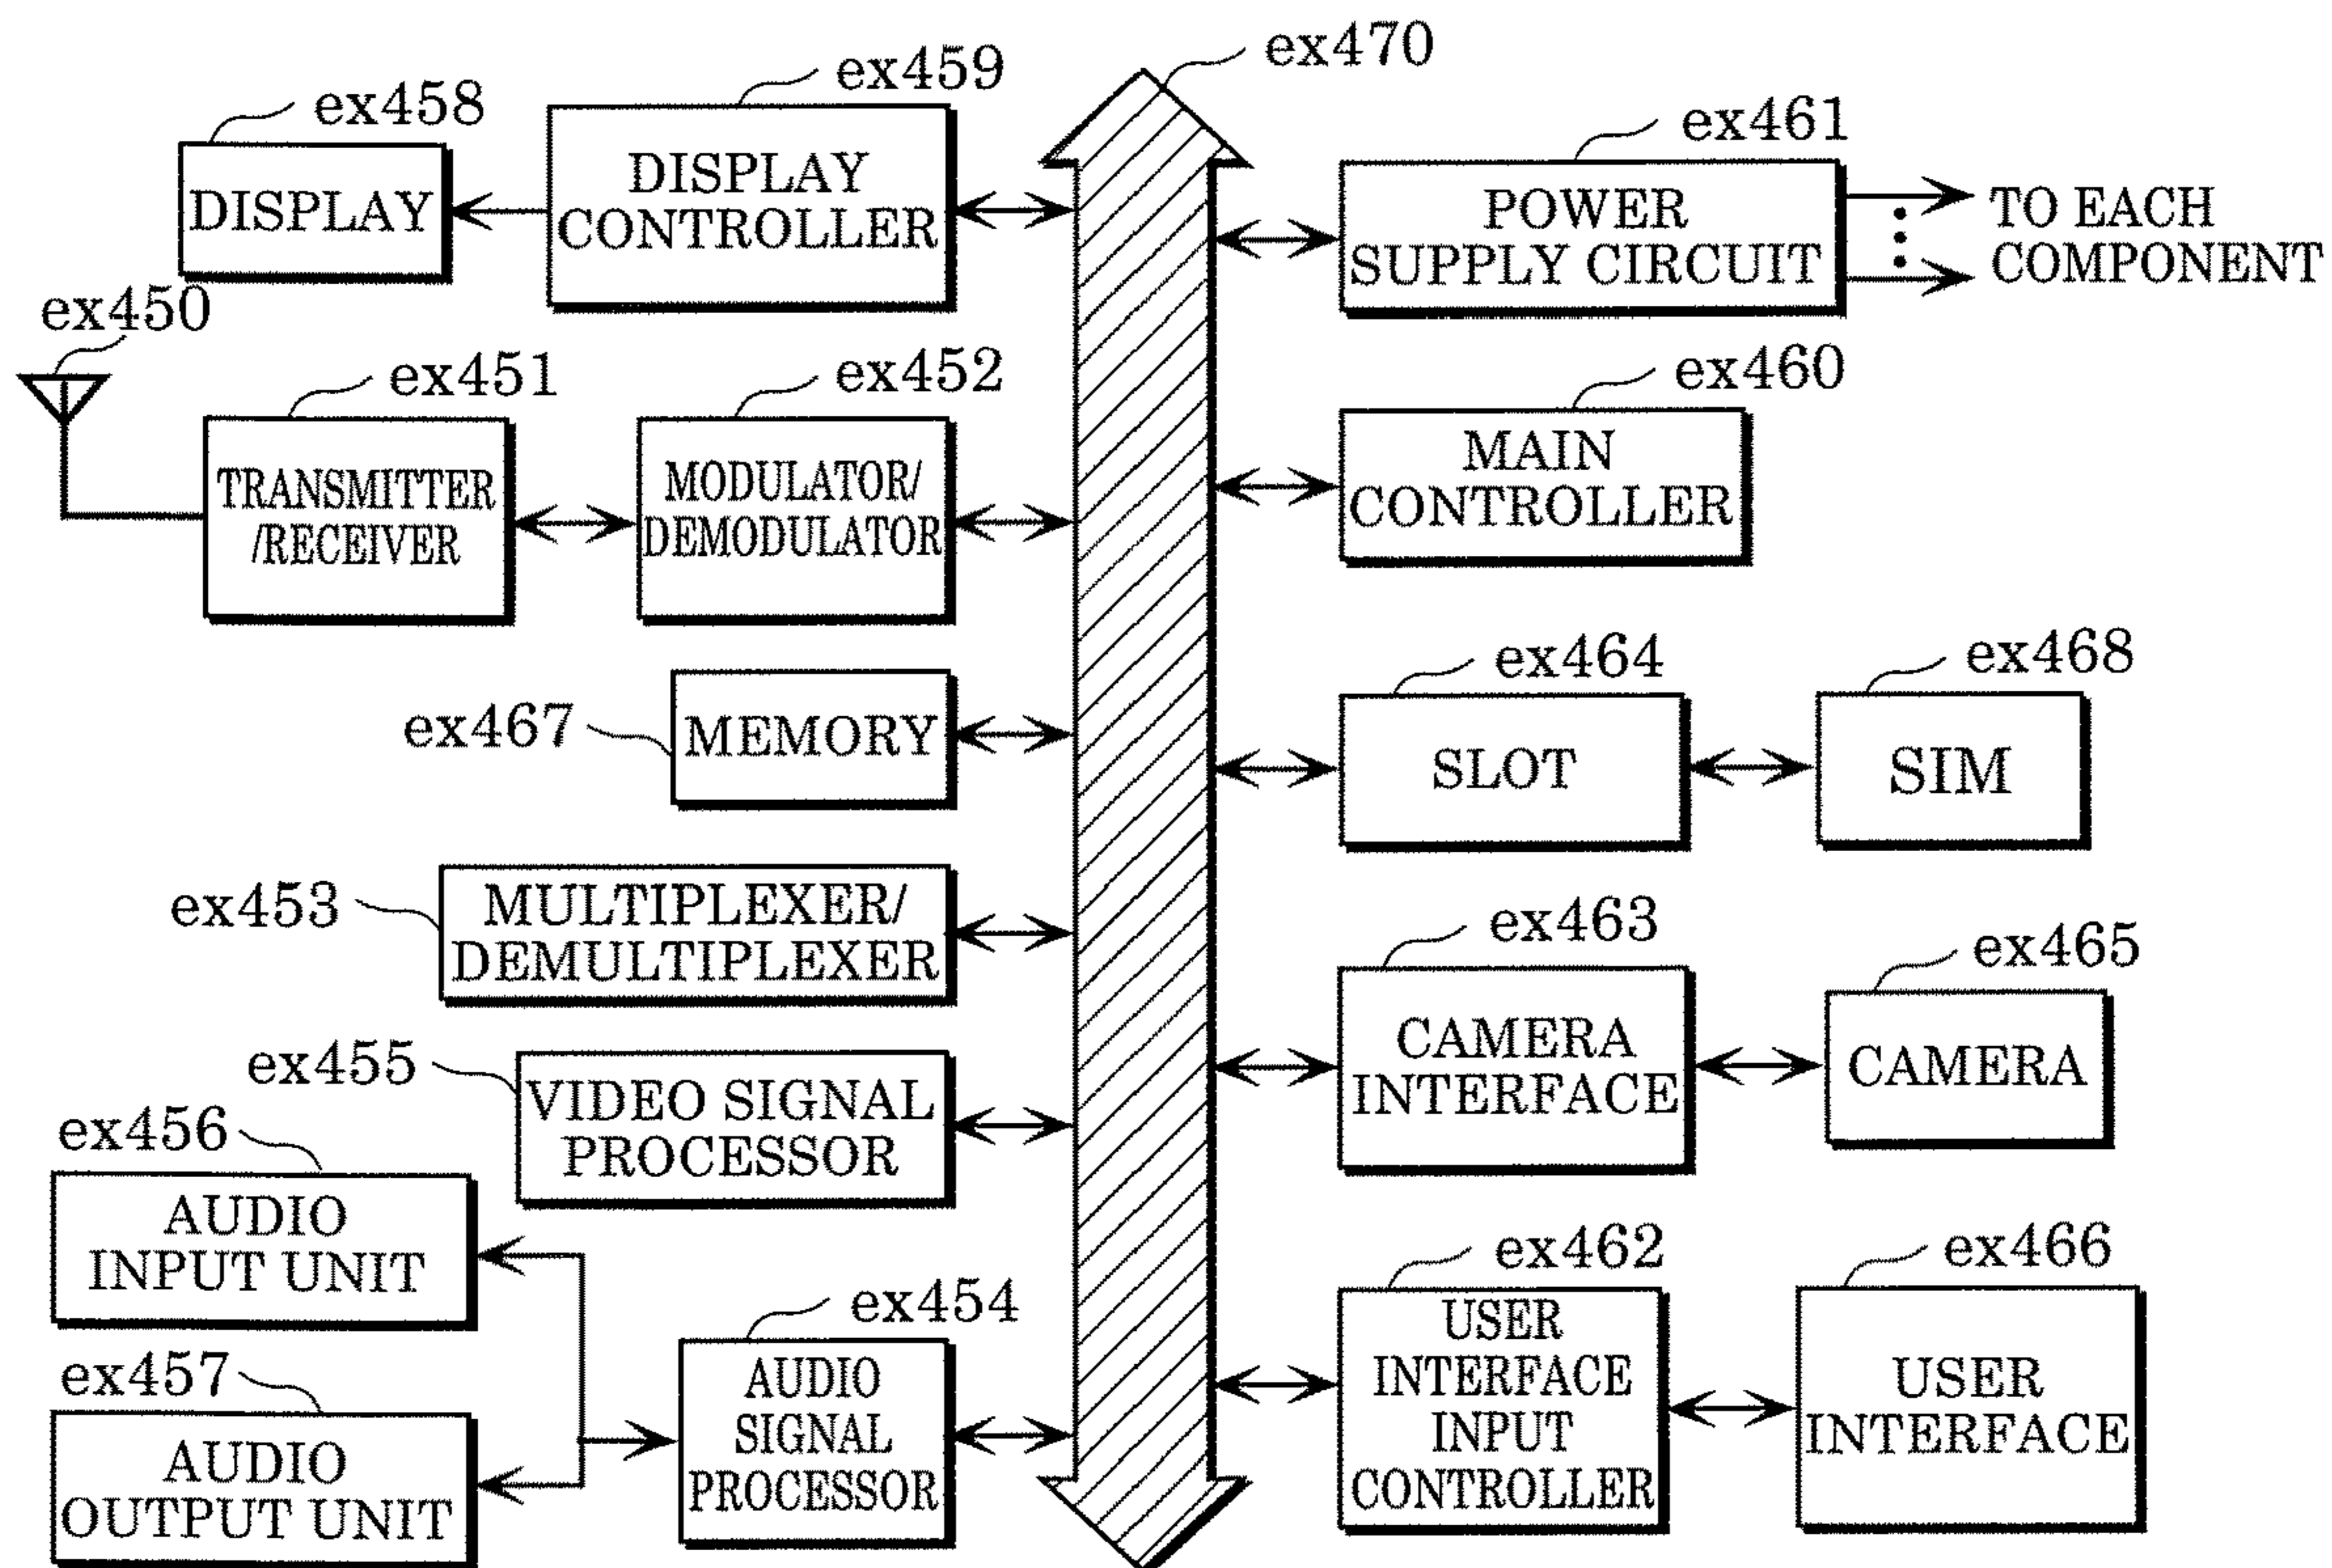 ex470
ex459
ex458
DISPLAY
DISPLAY
CONTROLLER
ex461
POWER
SUPPLY CIRCUIT
TO EACH
COMPONENT
ex450
ex451
TRANSMITTER
/RECEIVER
ex452
MODULATOR/
DEMODULATOR
ex460
MAIN
CONTROLLER
ex467
MEMORY
ex464
SLOT
ex468
SIM
ex453
MULTIPLEXER/
DEMULTIPLEXER
ex463
CAMERA
INTERFACE
ex465
CAMERA
ex455
VIDEO SIGNAL
PROCESSOR
ex456
AUDIO
INPUT UNIT
ex457
AUDIO
OUTPUT UNIT
ex454
AUDIO
SIGNAL
PROCESSOR
ex462
USER
INTERFACE
INPUT
CONTROLLER
ex466
USER
INTERFACE